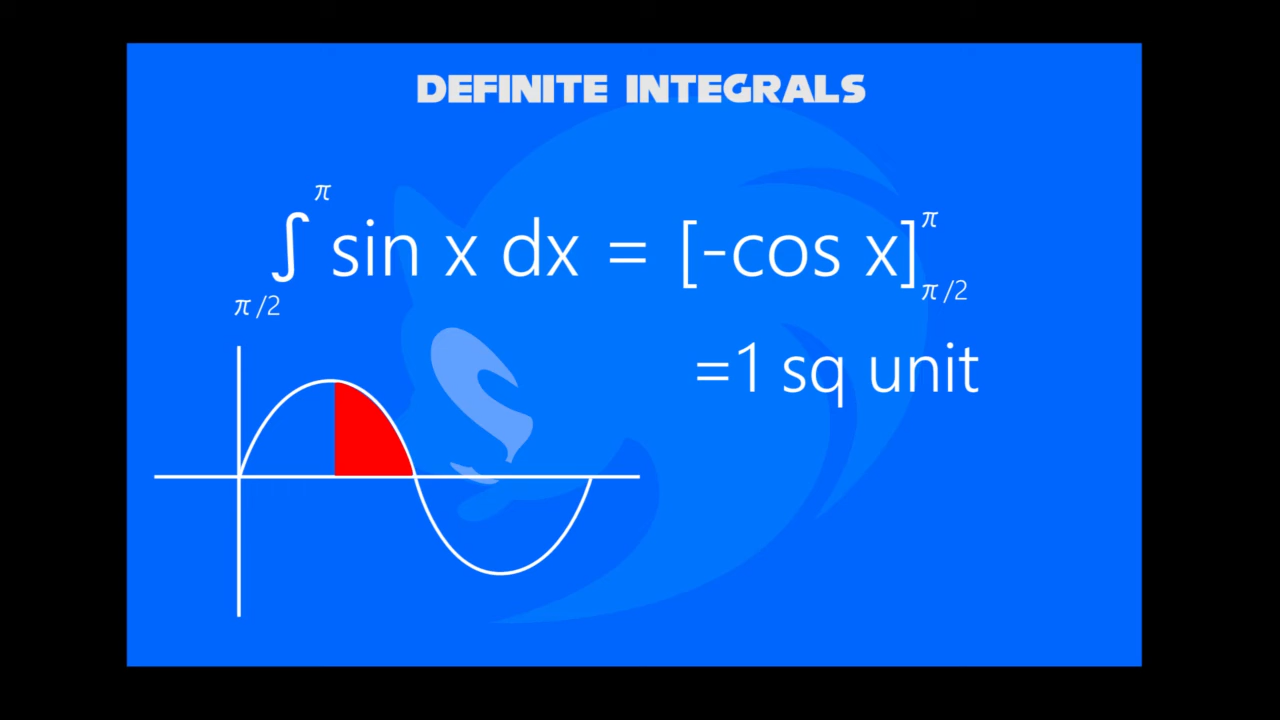 DEFINITE INTEGRALS
∫ π π/2 sin x dx = [-cos x] π π/2
=1 sq unit